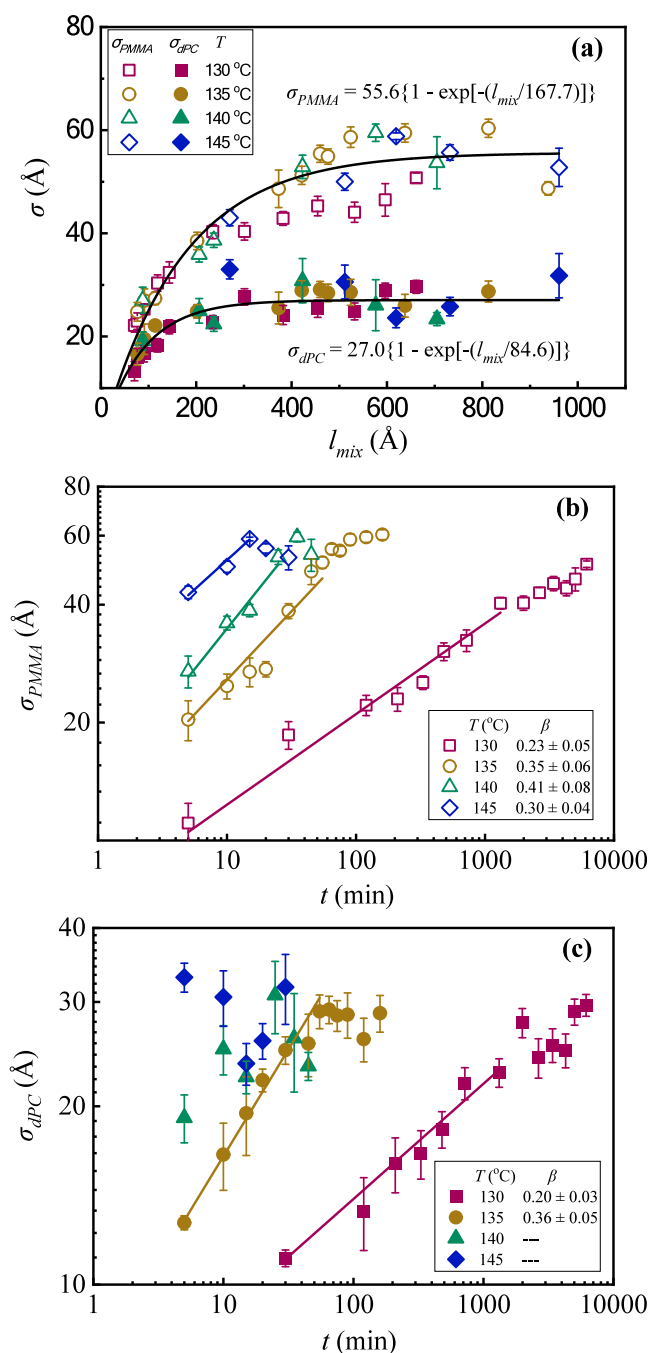 (a)
σPMMA σdPC T
130 °C
135 °C
140 °C
145 °C
σPMMA = 55.6{1 - exp[-(lmix/167.7)]}
σdPC = 27.0{1 - exp[-(lmix/84.6)]}
80
60
40
20
σ (Å)
0 200 400 600 800 1000
lmix (Å)
(b)
80
60
40
20
σPMMA (Å)
T (°C) β
130 0.23 ± 0.05
135 0.35 ± 0.06
140 0.41 ± 0.08
145 0.30 ± 0.04
1 10 100 1000 10000
t (min)
(c)
40
30
20
10
σdPC (Å)
T (°C) β
130 0.20 ± 0.03
135 0.36 ± 0.05
140 ---
145 ---
1 10 100 1000 10000
t (min)